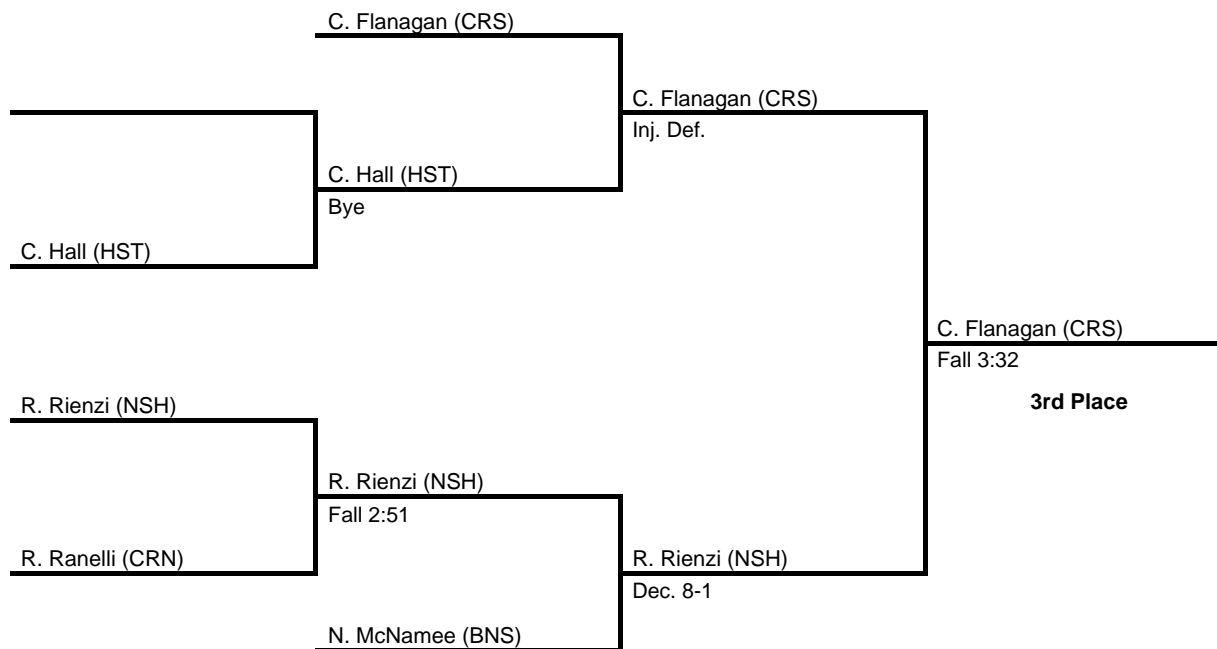 C. Flanagan (CRS)
C. Flanagan (CRS)
Inj. Def.
C. Hall (HST)
Bye
C. Hall (HST)
C. Flanagan (CRS)
Fall 3:32
3rd Place
R. Rienzi (NSH)
R. Rienzi (NSH)
Fall 2:51
R. Ranelli (CRN)
R. Rienzi (NSH)
Dec. 8-1
N. McNamee (BNS)